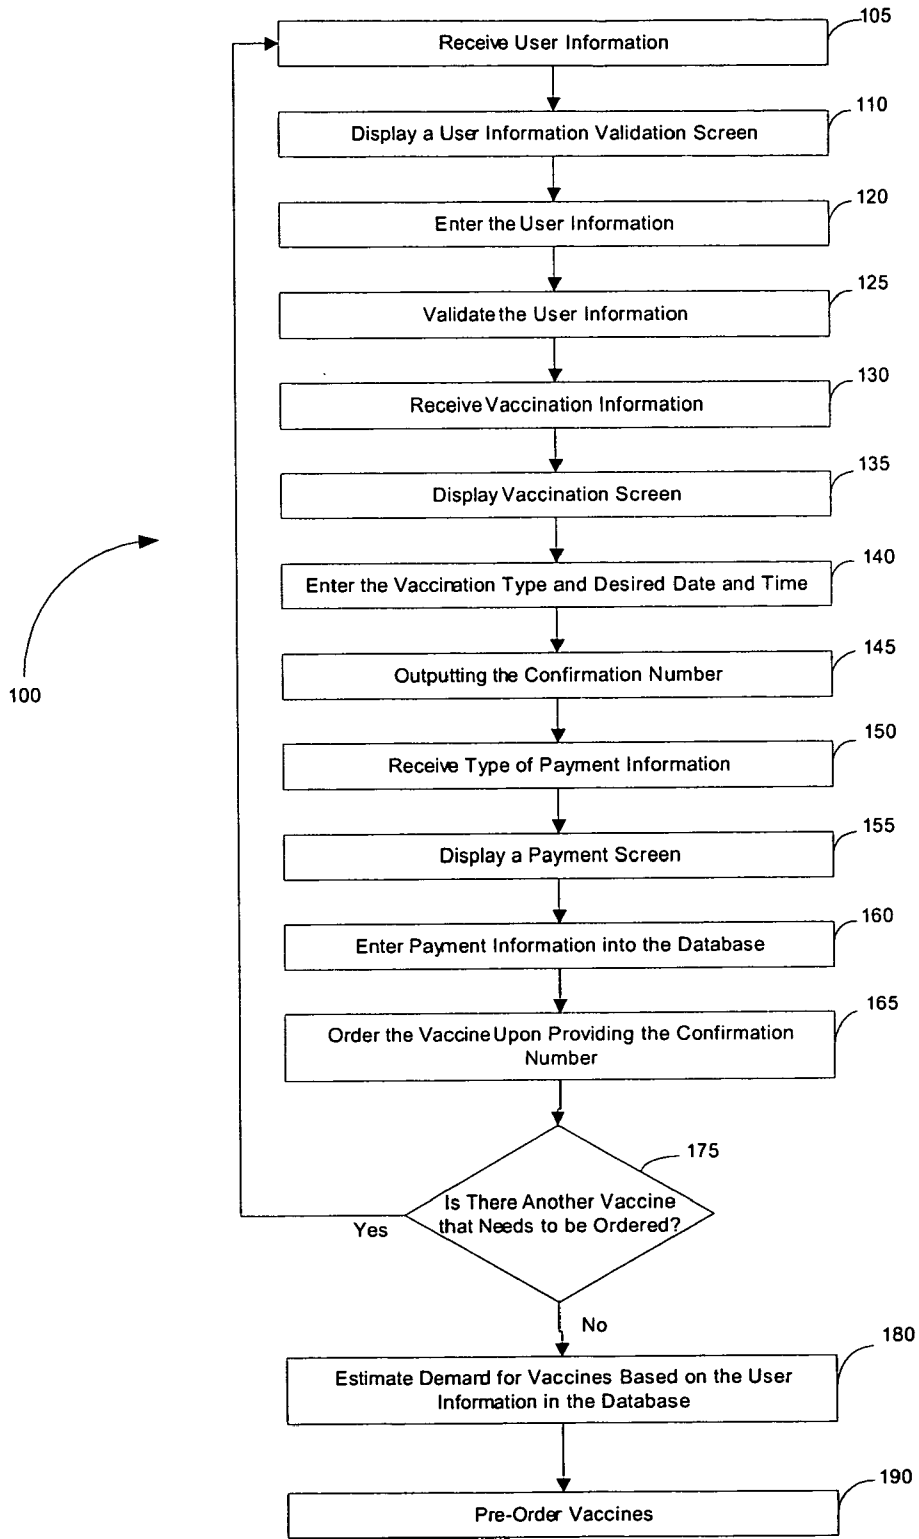 105
Receive User Information
110
Display a User Information Validation Screen
120
Enter the User Information
125
Validate the User Information
130
Receive Vaccination Information
135
Display Vaccination Screen
140
Enter the Vaccination Type and Desired Date and Time
145
Outputting the Confirmation Number
100
150
Receive Type of Payment Information
155
Display a Payment Screen
160
Enter Payment Information into the Database
165
Order the Vaccine Upon Providing the Confirmation
Number
175
Is There Another Vaccine
that Needs to be Ordered?
Yes
No
180
Estimate Demand for Vaccines Based on the User
Information in the Database
190
Pre-Order Vaccines